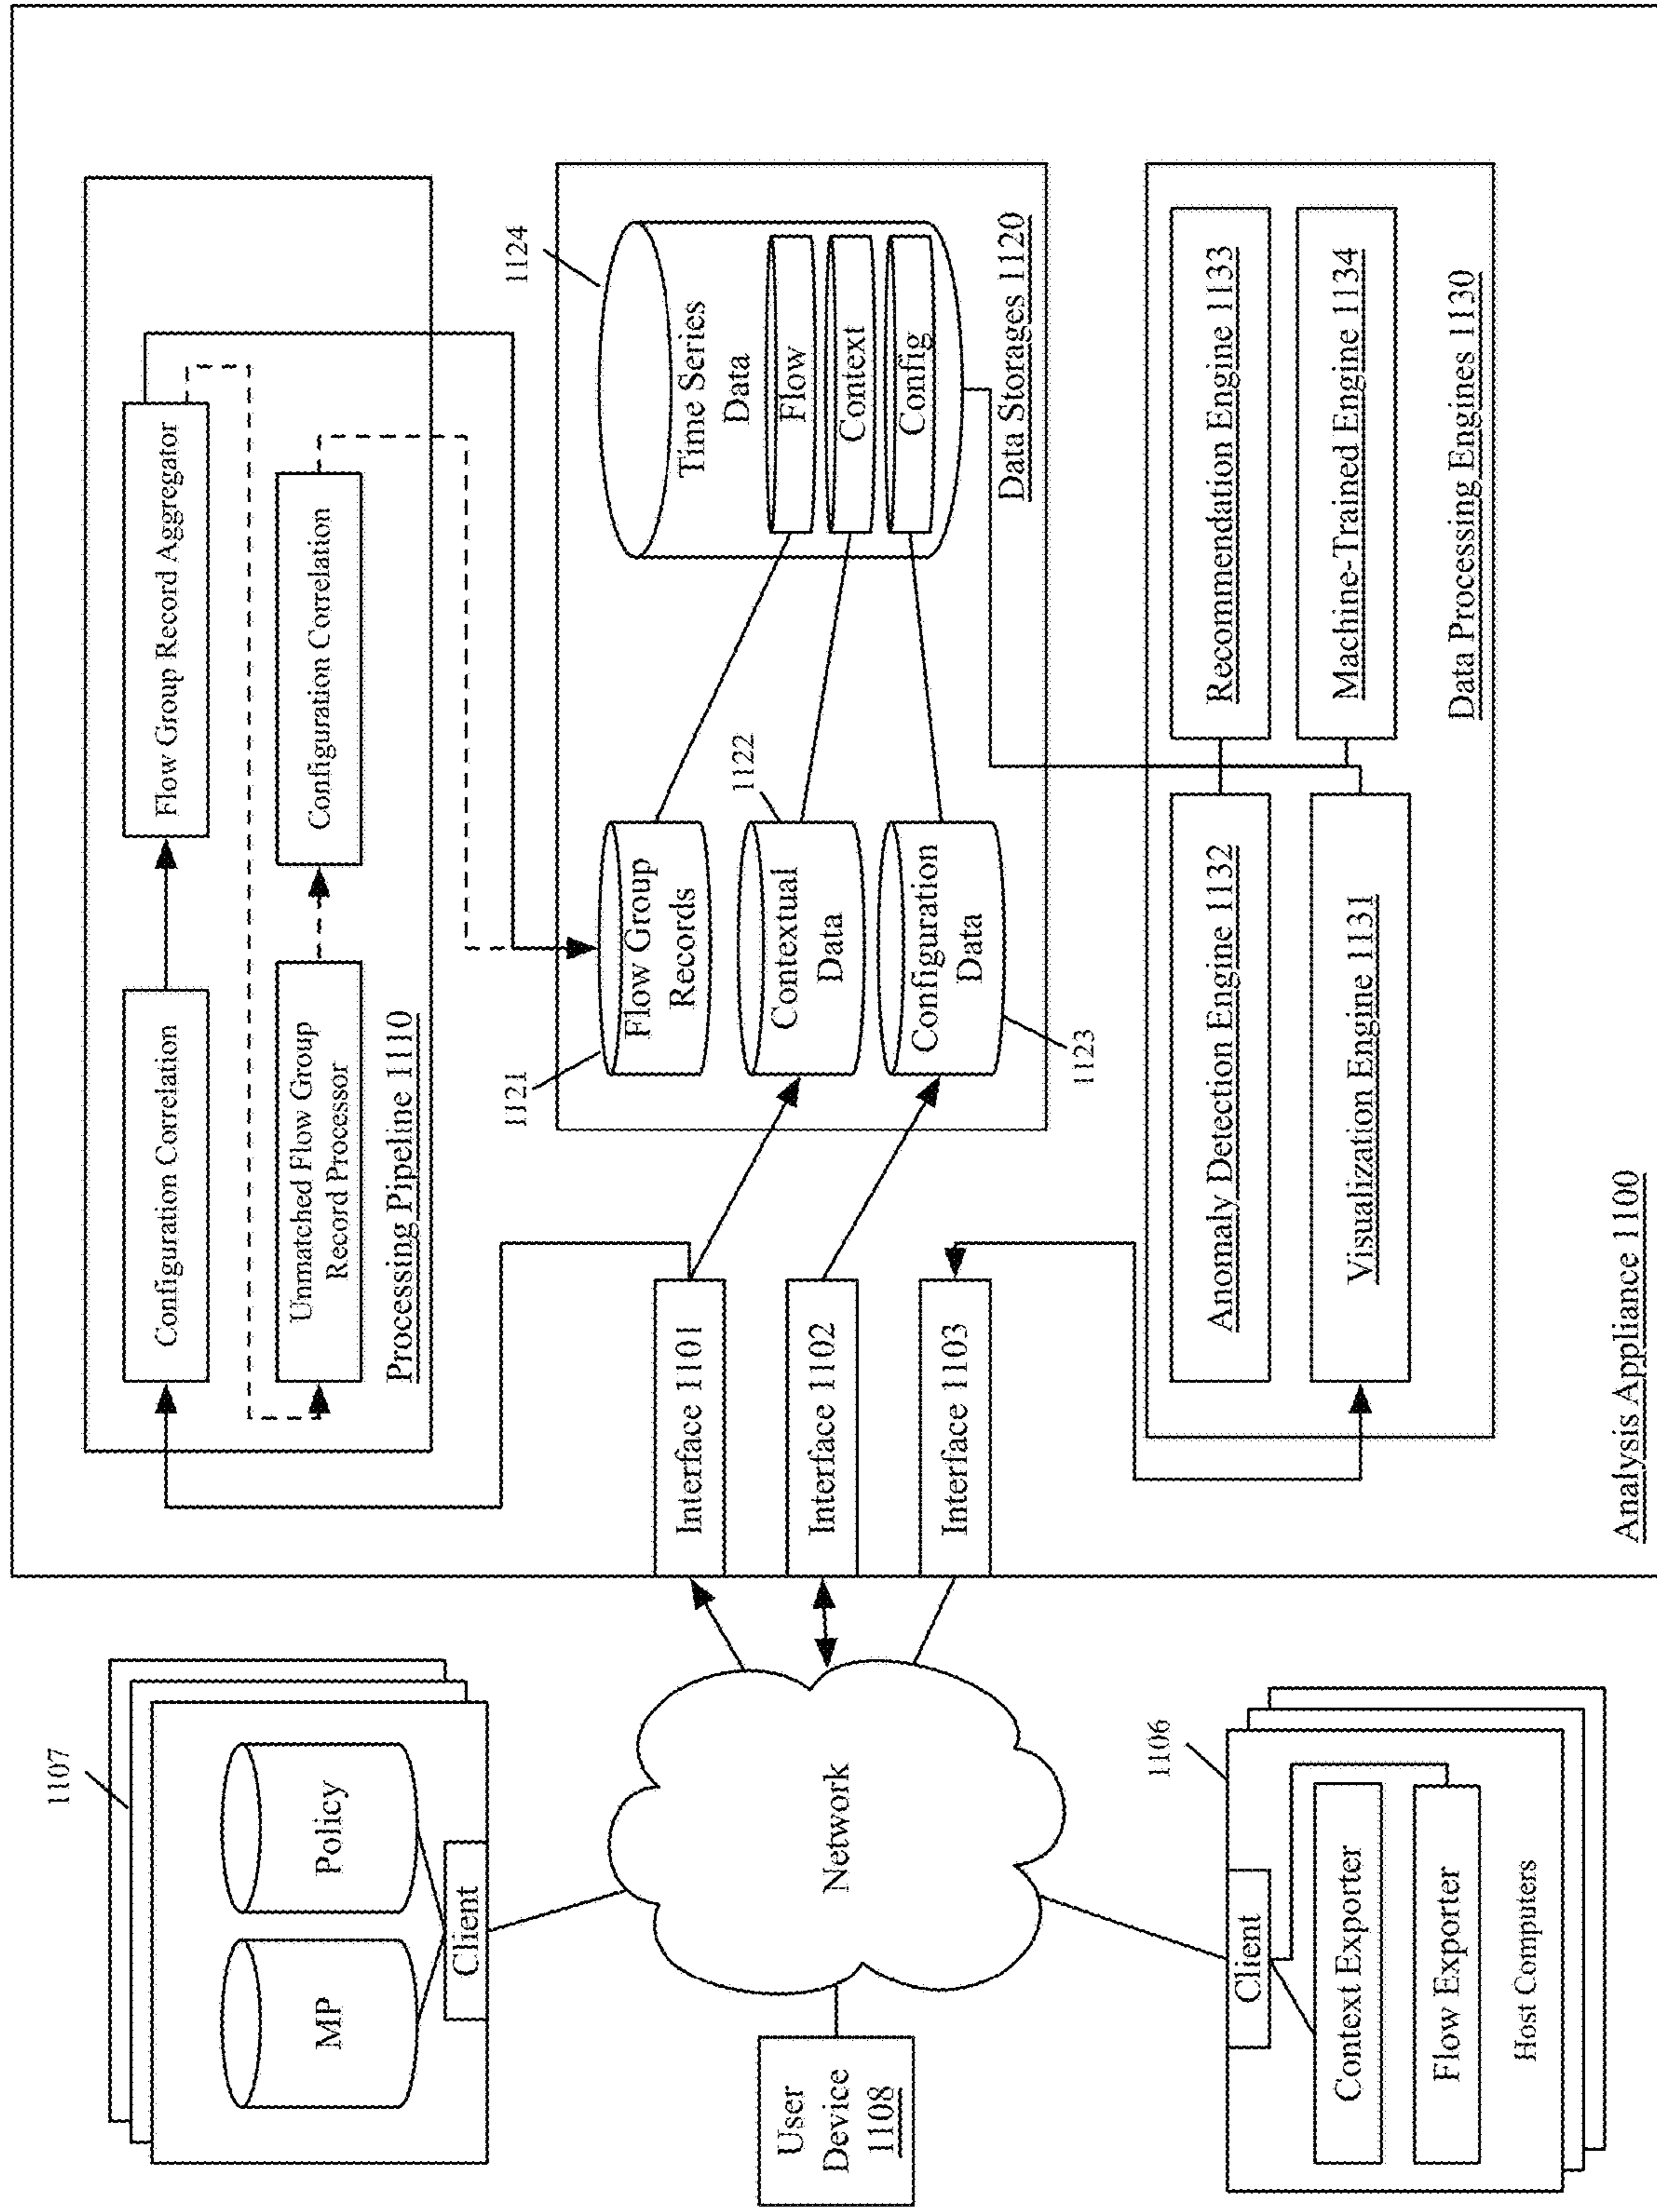 1107
MP
Policy
Client
User
Device
1108
Network
1106
Client
Context Exporter
Flow Exporter
Host Computers
Interface 1101
Interface 1102
Interface 1103
Configuration Correlation
Flow Group Record Aggregator
Unmatched Flow Group
Record Processor
Configuration Correlation
Processing Pipeline 1110
1121
Flow Group
Records
1122
Contextual
Data
Configuration
Data
1123
1124
Time Series
Data
Flow
Context
Config
Data Storages 1120
Anomaly Detection Engine 1132
Recommendation Engine 1133
Visualization Engine 1131
Machine-Trained Engine 1134
Data Processing Engines 1130
Analysis Appliance 1100